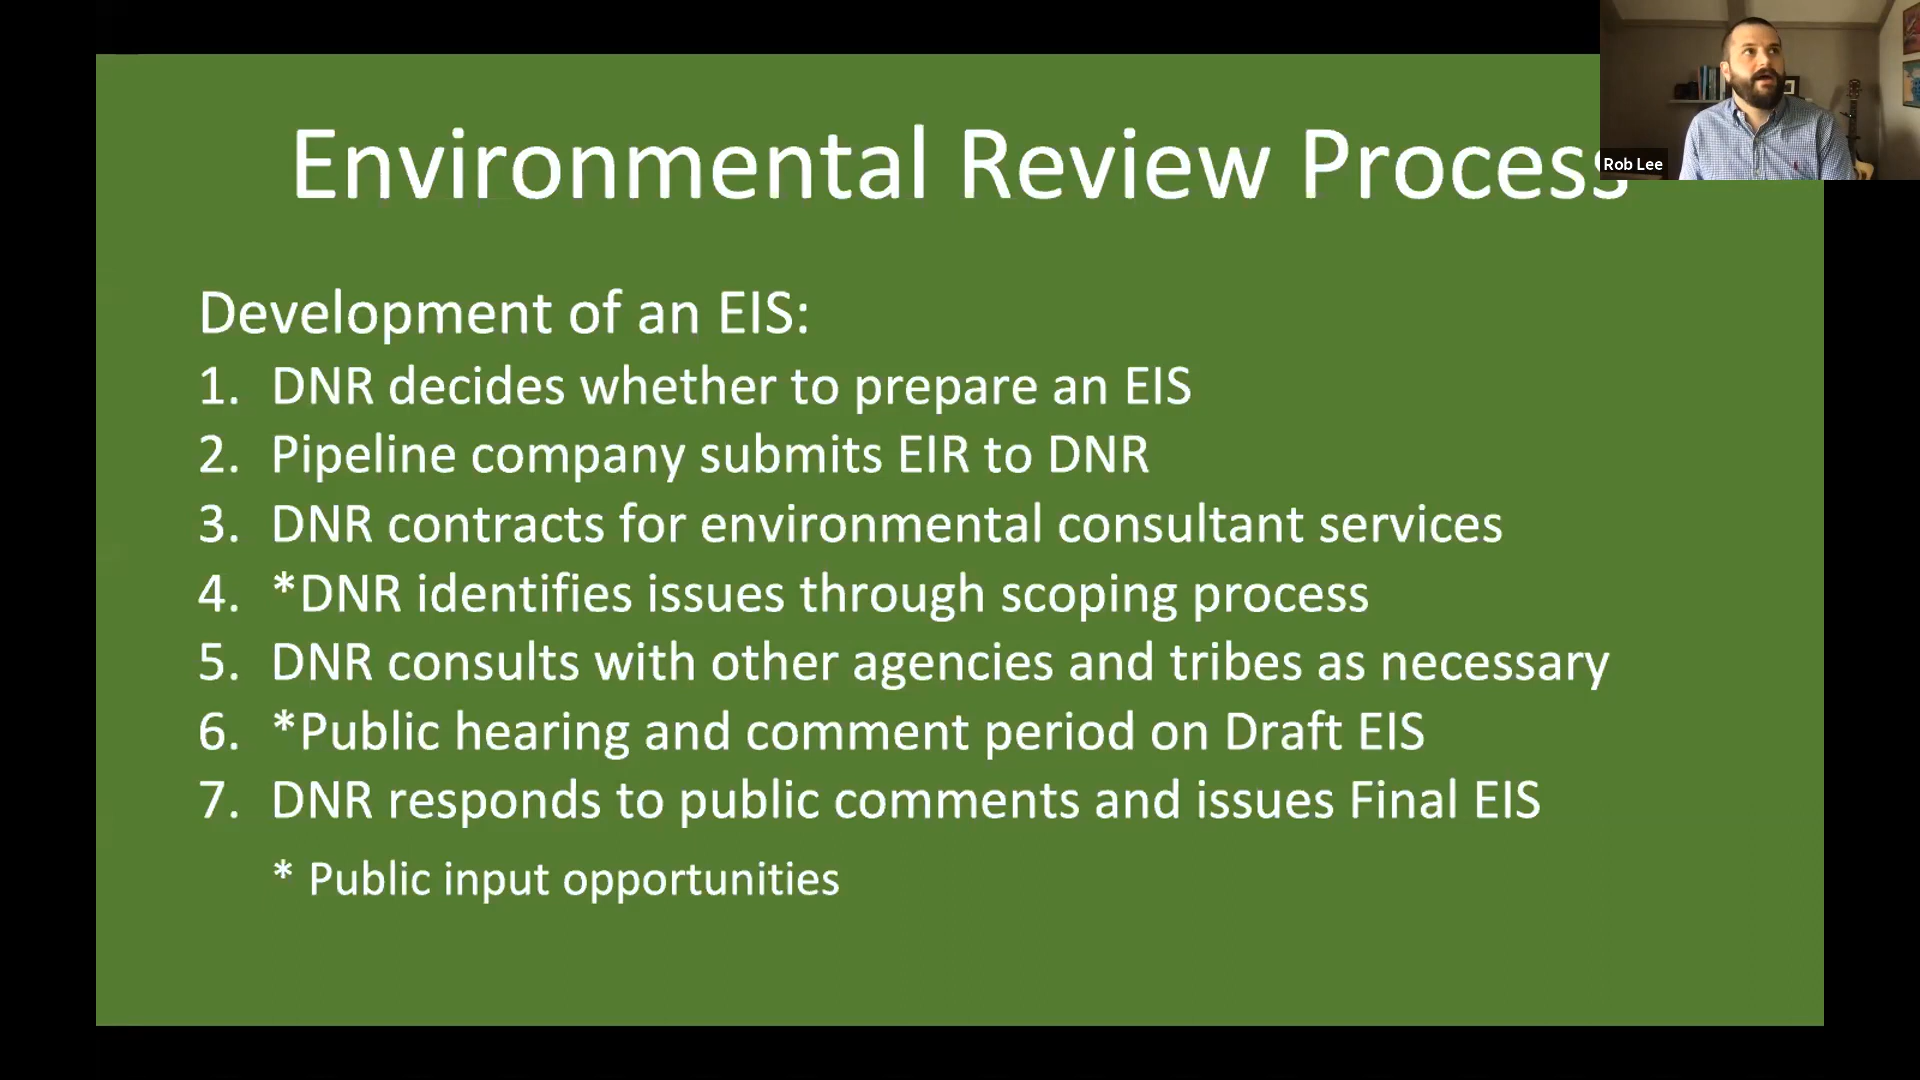 Environmental Review Process
Rob Lee
Development of an EIS:
1. DNR decides whether to prepare an EIS
2. Pipeline company submits EIR to DNR
3. DNR contracts for environmental consultant services
4. *DNR identifies issues through scoping process
5. DNR consults with other agencies and tribes as necessary
6. *Public hearing and comment period on Draft EIS
7. DNR responds to public comments and issues Final EIS
* Public input opportunities